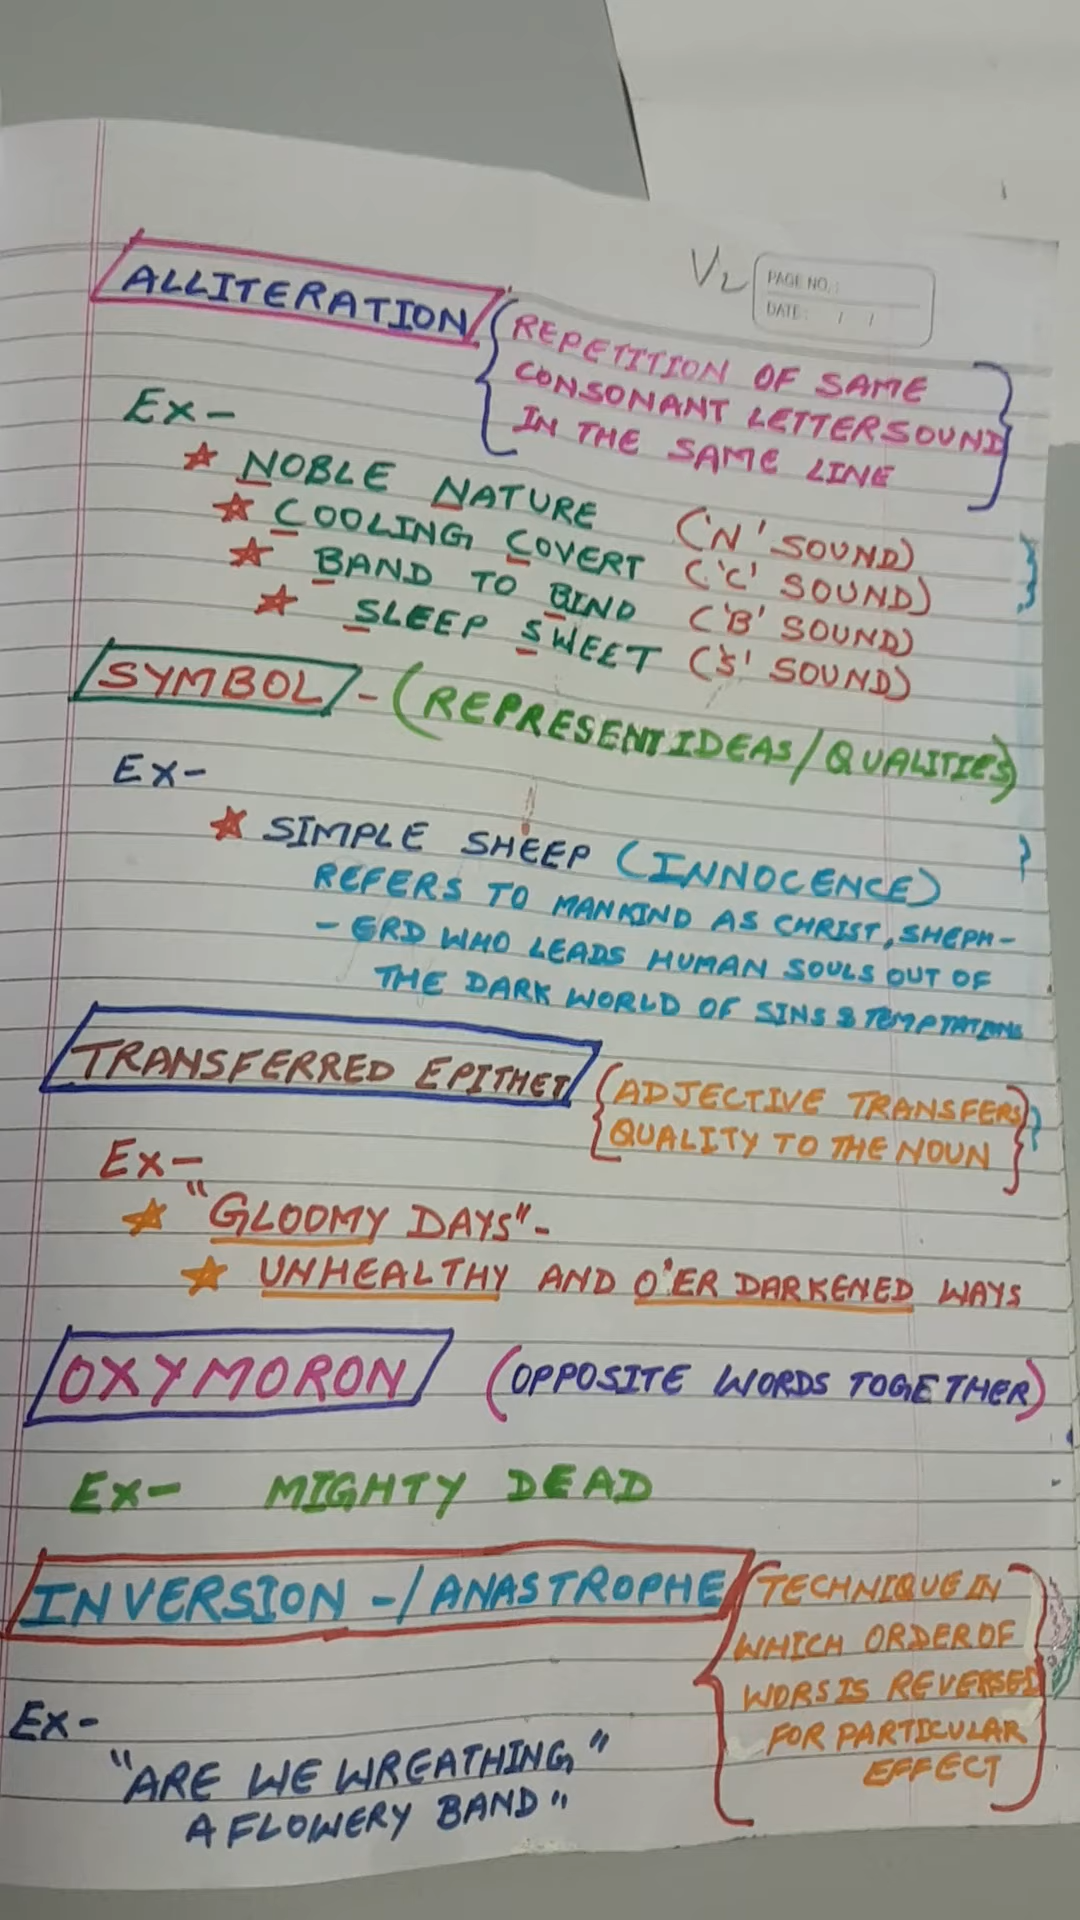 V2
PAGE NO. :
DATE: / /
ALLITERATION
REPETITION OF SAME
CONSONANT LETTERSOUND
IN THE SAME LINE
EX-
★ NOBLE NATURE ('N' SOUND)
★ COOLING COVERT ('C' SOUND)
★ BAND TO BIND ('B' SOUND)
★ SLEEP SWEET ('S' SOUND)
SYMBOL - (REPRESENT IDEAS/QUALITIES)
EX-
★ SIMPLE SHEEP (INNOCENCE)
REFERS TO MANKIND AS CHRIST, SHEPH-
-ERD WHO LEADS HUMAN SOULS OUT OF
THE DARK WORLD OF SINS & TEMPTATIONS
TRANSFERRED EPITHET
(ADJECTIVE TRANSFERS
QUALITY TO THE NOUN
EX-
★ "GLOOMY DAYS"-
★ UNHEALTHY AND O'ER DARKENED WAYS
OXYMORON (OPPOSITE WORDS TOGETHER)
EX- MIGHTY DEAD
INVERSION -/ANASTROPHE
TECHNIQUE IN
WHICH ORDER OF
WORS IS REVERSED
FOR PARTICULAR
EFFECT
EX-
"ARE WE WREATHING"
A FLOWERY BAND"